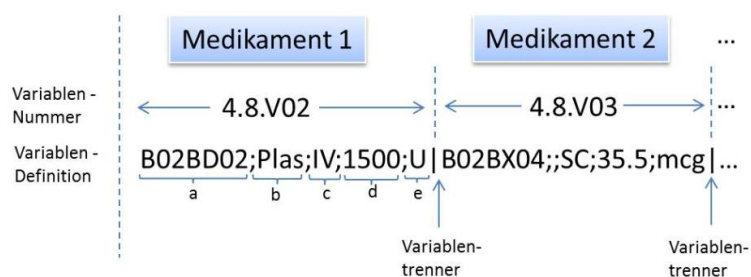 Medikament 1 Medikament 2 ...
Variablen -
Nummer
4.8.V02 4.8.V03 ...
Variablen -
Definition
B02BD02;Plas;IV;1500;U|B02BX04;;SC;35.5;mcg|...
a b c d e
Variablen-
trenner
Variablen-
trenner